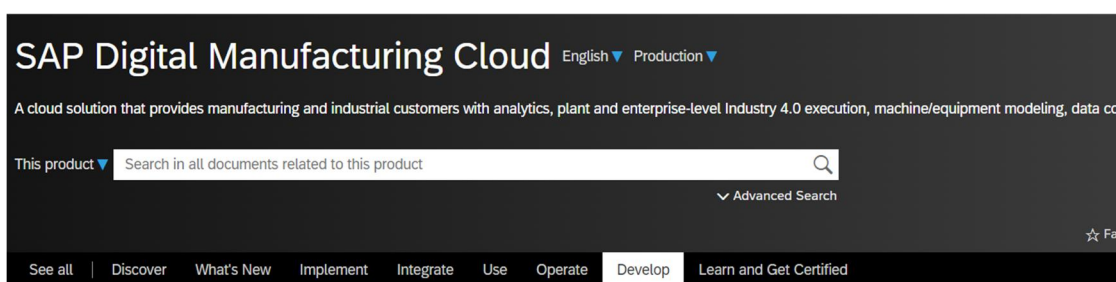 SAP Digital Manufacturing Cloud English Production
A cloud solution that provides manufacturing and industrial customers with analytics, plant and enterprise-level Industry 4.0 execution, machine/equipment modeling, data co
This product Search in all documents related to this product
Advanced Search
Fa
See all | Discover What's New Implement Integrate Use Operate Develop Learn and Get Certified